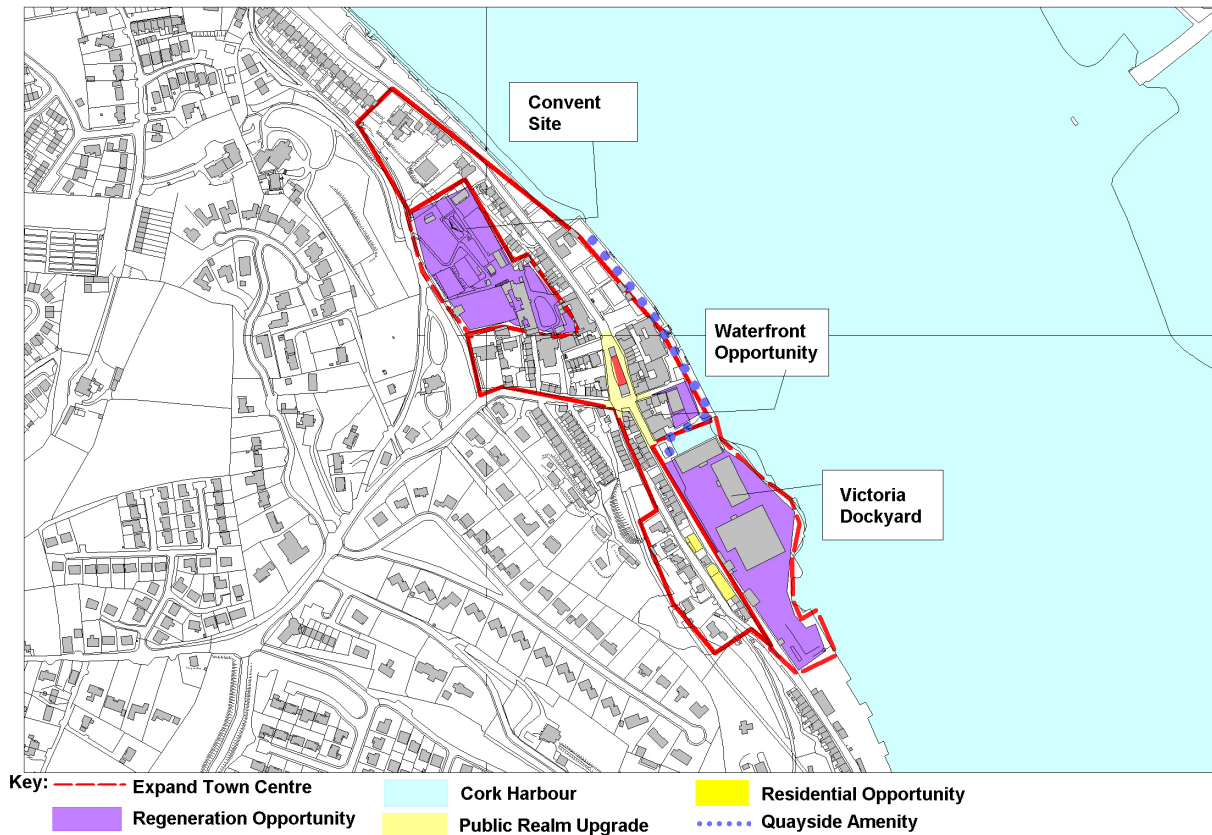 Convent
Site
Waterfront
Opportunity
Victoria
Dockyard
Key:
Expand Town Centre
Cork Harbour
Residential Opportunity
Regeneration Opportunity
Public Realm Upgrade
Quayside Amenity